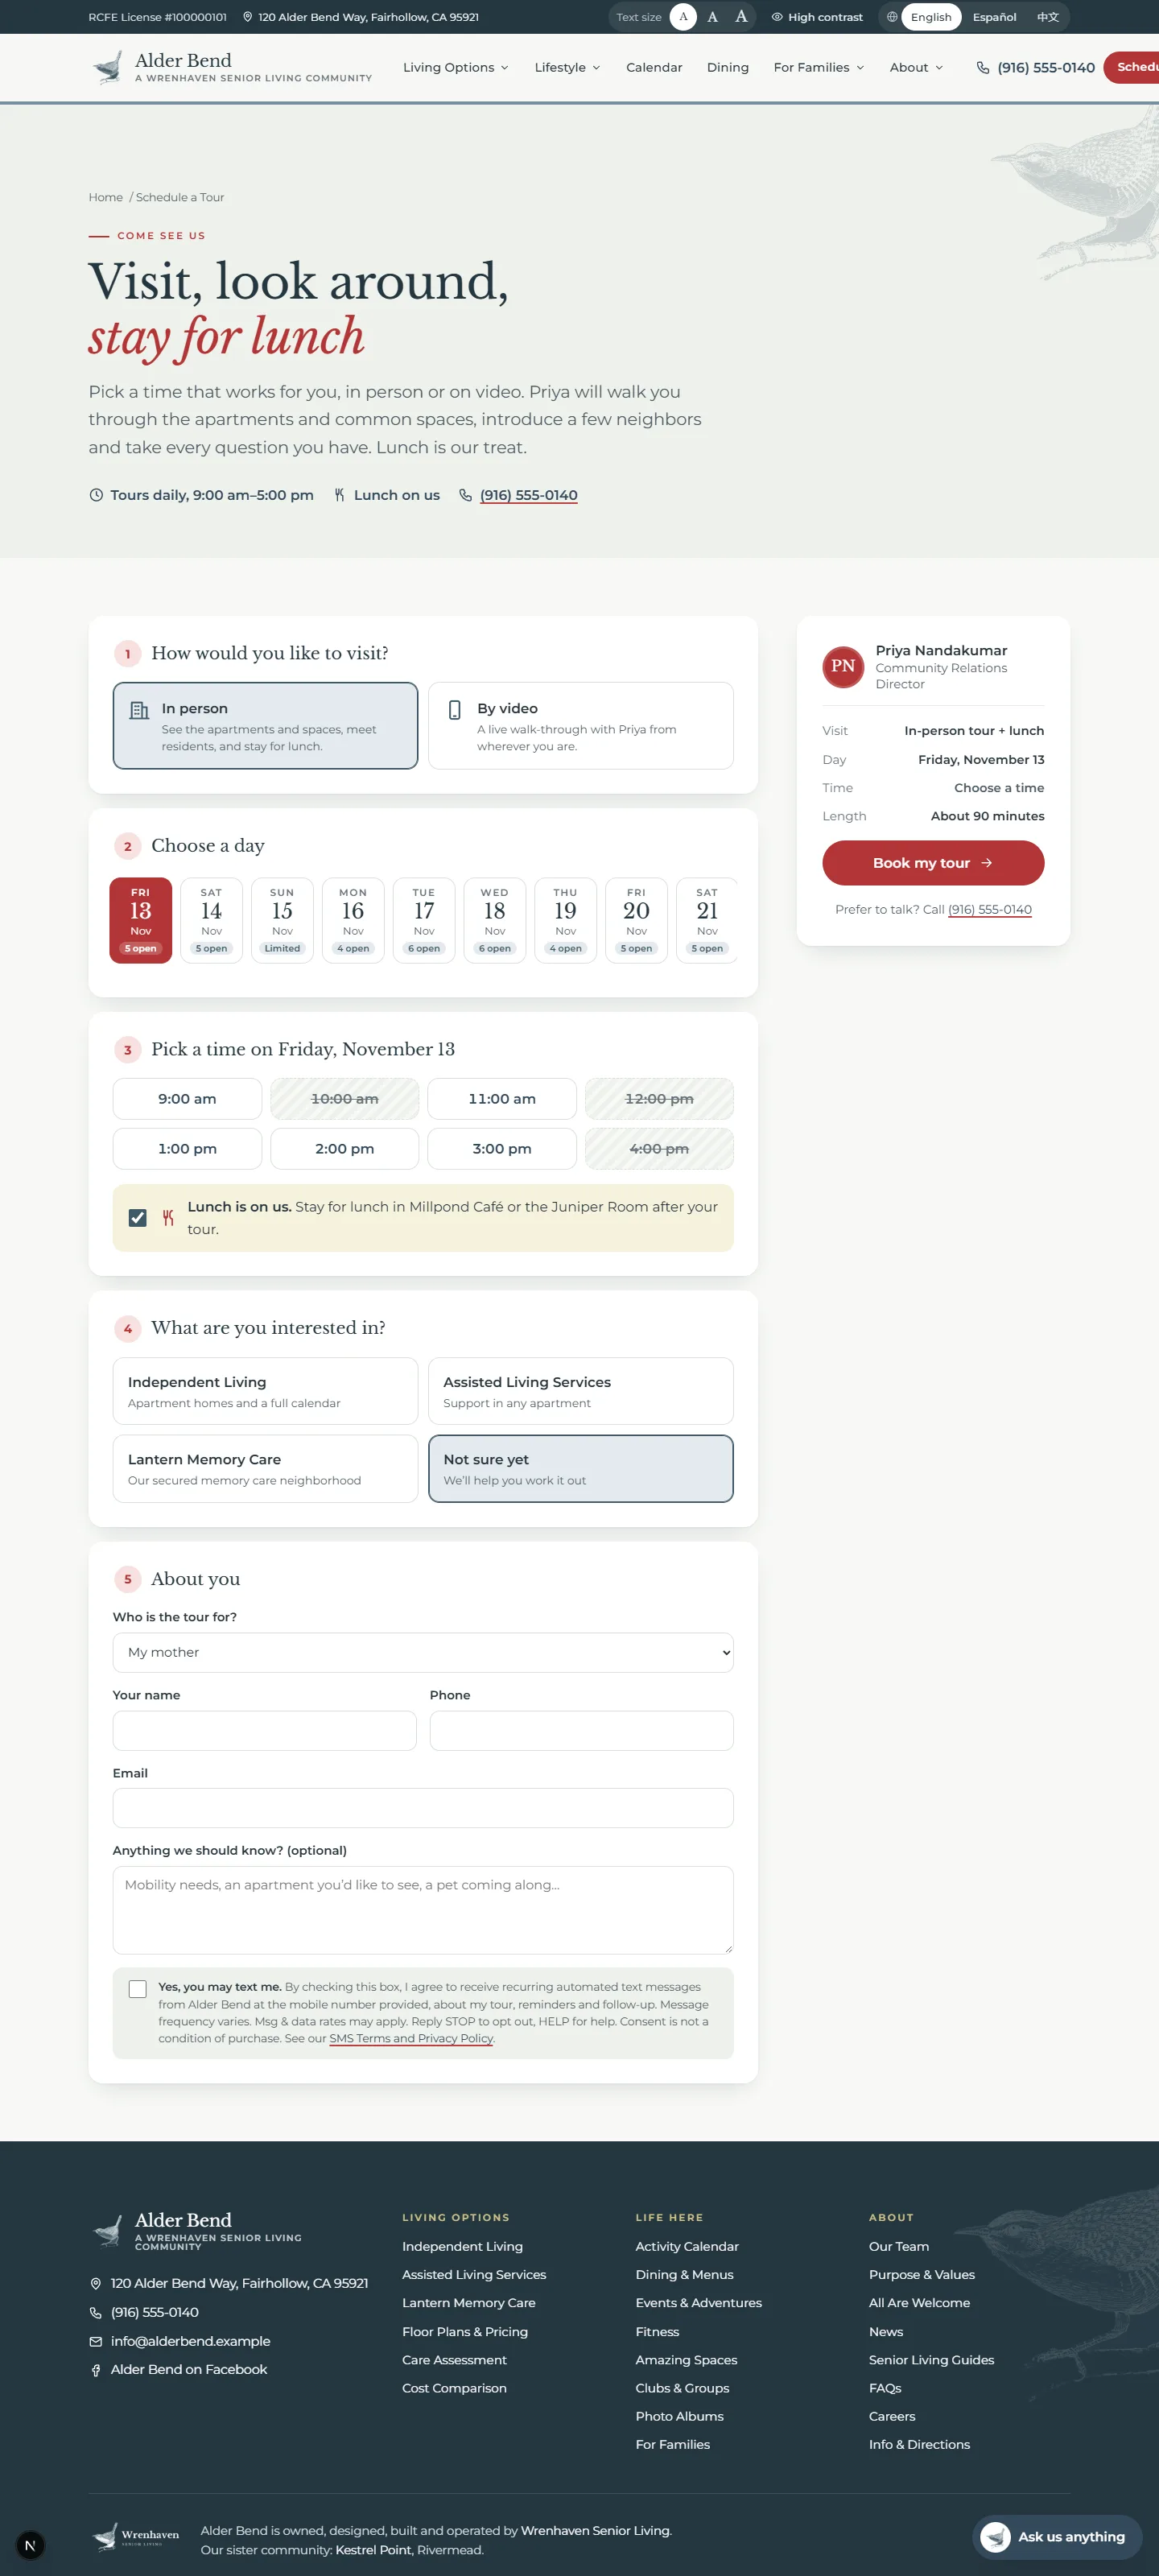 RCFE License #100000101
120 Alder Bend Way, Fairhollow, CA 95921
Text size A A A
High contrast
English Español 中文
Alder Bend
A WRENHAVEN SENIOR LIVING COMMUNITY
Living Options
Lifestyle
Calendar
Dining
For Families
About
(916) 555-0140
Home / Schedule a Tour
COME SEE US
Visit, look around,
stay for lunch
Pick a time that works for you, in person or on video. Priya will walk you
through the apartments and common spaces, introduce a few neighbors
and take every question you have. Lunch is our treat.
Tours daily, 9:00 am–5:00 pm
Lunch on us
(916) 555-0140
1 How would you like to visit?
In person
See the apartments and spaces, meet
residents, and stay for lunch.
By video
A live walk-through with Priya from
wherever you are.
2 Choose a day
FRI 13 Nov 5 open
SAT 14 Nov 5 open
SUN 15 Nov Limited
MON 16 Nov 4 open
TUE 17 Nov 6 open
WED 18 Nov 6 open
THU 19 Nov 4 open
FRI 20 Nov 5 open
SAT 21 Nov 5 open
3 Pick a time on Friday, November 13
9:00 am 10:00 am 11:00 am 12:00 pm
1:00 pm 2:00 pm 3:00 pm 4:00 pm
Lunch is on us. Stay for lunch in Millpond Café or the Juniper Room after your
tour.
4 What are you interested in?
Independent Living
Apartment homes and a full calendar
Assisted Living Services
Support in any apartment
Lantern Memory Care
Our secured memory care neighborhood
Not sure yet
We'll help you work it out
5 About you
Who is the tour for?
My mother
Your name
Phone
Email
Anything we should know? (optional)
Mobility needs, an apartment you'd like to see, a pet coming along...
Yes, you may text me. By checking this box, I agree to receive recurring automated text messages
from Alder Bend at the mobile number provided, about my tour, reminders and follow-up. Message
frequency varies. Msg & data rates may apply. Reply STOP to opt out, HELP for help. Consent is not a
condition of purchase. See our SMS Terms and Privacy Policy.
PN
Priya Nandakumar
Community Relations
Director
Visit In-person tour + lunch
Day Friday, November 13
Time Choose a time
Length About 90 minutes
Book my tour
Prefer to talk? Call (916) 555-0140
Alder Bend
A WRENHAVEN SENIOR LIVING
COMMUNITY
120 Alder Bend Way, Fairhollow, CA 95921
(916) 555-0140
info@alderbend.example
Alder Bend on Facebook
LIVING OPTIONS
Independent Living
Assisted Living Services
Lantern Memory Care
Floor Plans & Pricing
Care Assessment
Cost Comparison
LIFE HERE
Activity Calendar
Dining & Menus
Events & Adventures
Fitness
Amazing Spaces
Clubs & Groups
Photo Albums
For Families
ABOUT
Our Team
Purpose & Values
All Are Welcome
News
Senior Living Guides
FAQs
Careers
Info & Directions
Wrenhaven
SENIOR LIVING
Alder Bend is owned, designed, built and operated by Wrenhaven Senior Living.
Our sister community: Kestrel Point, Rivermead.
N
Ask us anything